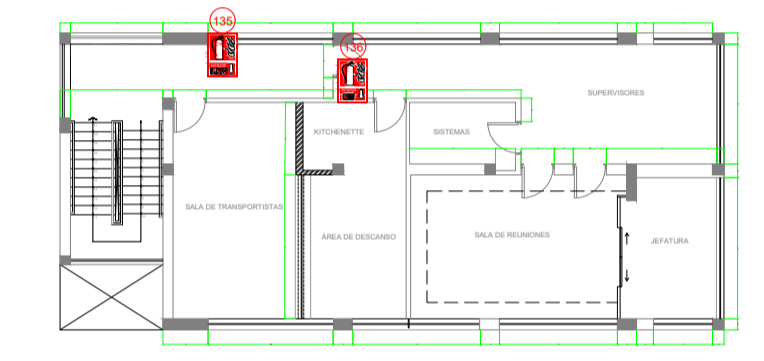 135
136
SUPERVISORES
KITCHENETTE
SISTEMAS
SALA DE TRANSPORTISTAS
ÁREA DE DESCANSO
SALA DE REUNIONES
JEFATURA